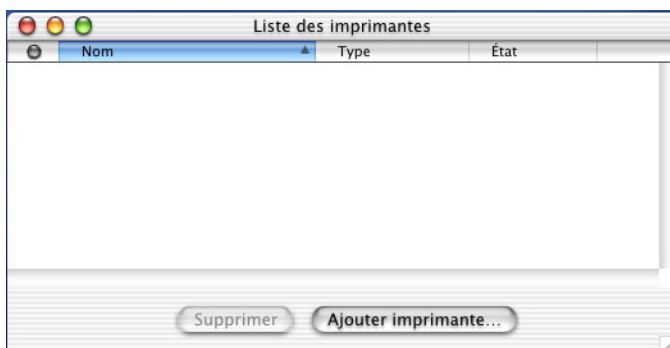 Liste des imprimantes
Nom Type État
Supprimer Ajouter imprimante...